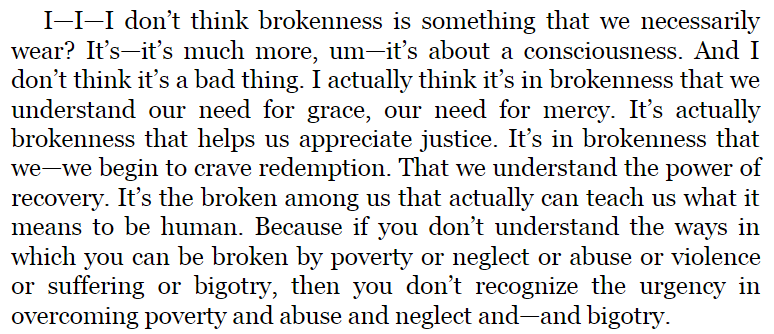 I—I—I don’t think brokenness is something that we necessarily
wear? It’s—it’s much more, um—it’s about a consciousness. And I
don’t think it’s a bad thing. I actually think it’s in brokenness that we
understand our need for grace, our need for mercy. It’s actually
brokenness that helps us appreciate justice. It’s in brokenness that
we—we begin to crave redemption. That we understand the power of
recovery. It’s the broken among us that actually can teach us what it
means to be human. Because if you don’t understand the ways in
which you can be broken by poverty or neglect or abuse or violence
or suffering or bigotry, then you don’t recognize the urgency in
overcoming poverty and abuse and neglect and—and bigotry.